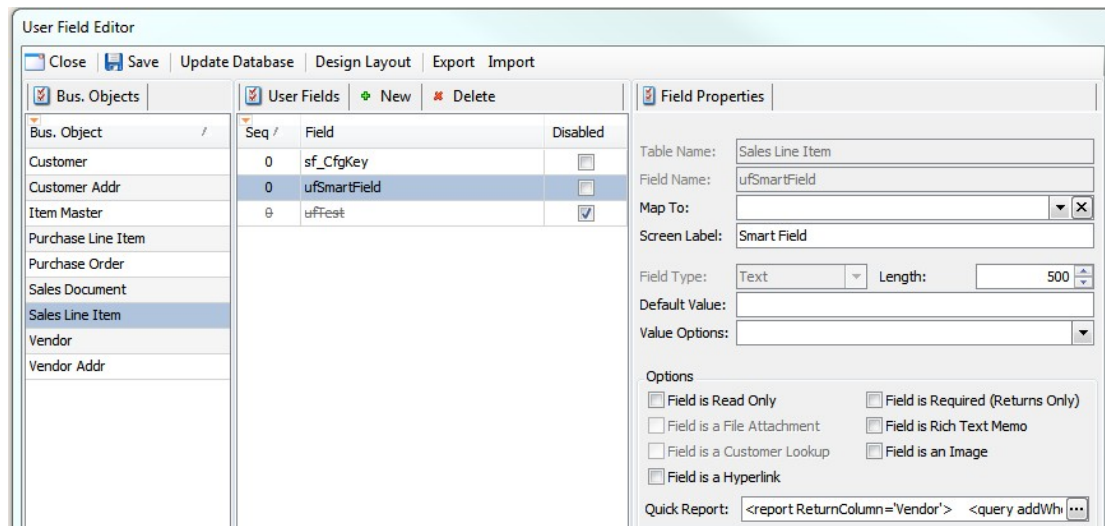 User Field Editor
Close Save Update Database Design Layout Export Import
Bus. Objects
User Fields New Delete
Field Properties
Bus. Object /
Customer
Customer Addr
Item Master
Purchase Line Item
Purchase Order
Sales Document
Sales Line Item
Vendor
Vendor Addr
Seq / Field Disabled
0 sf_CfgKey
0 ufSmartField
0 ufTest
Table Name: Sales Line Item
Field Name: ufSmartField
Map To:
Screen Label: Smart Field
Field Type: Text Length: 500
Default Value:
Value Options:
Options
Field is Read Only Field is Required (Returns Only)
Field is a File Attachment Field is Rich Text Memo
Field is a Customer Lookup Field is an Image
Field is a Hyperlink
Quick Report: <report ReturnColumn='Vendor'> <query addWh ...